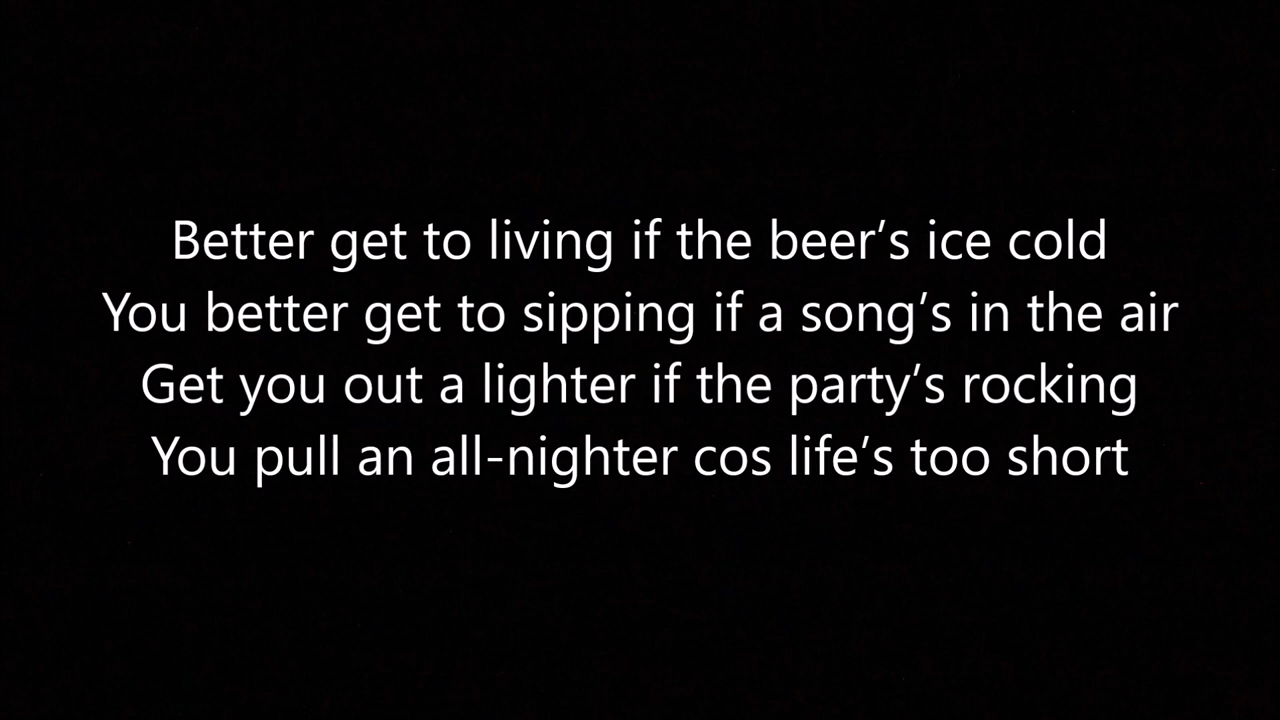 Better get to living if the beer’s ice cold
You better get to sipping if a song’s in the air
Get you out a lighter if the party’s rocking
You pull an all-nighter cos life’s too short